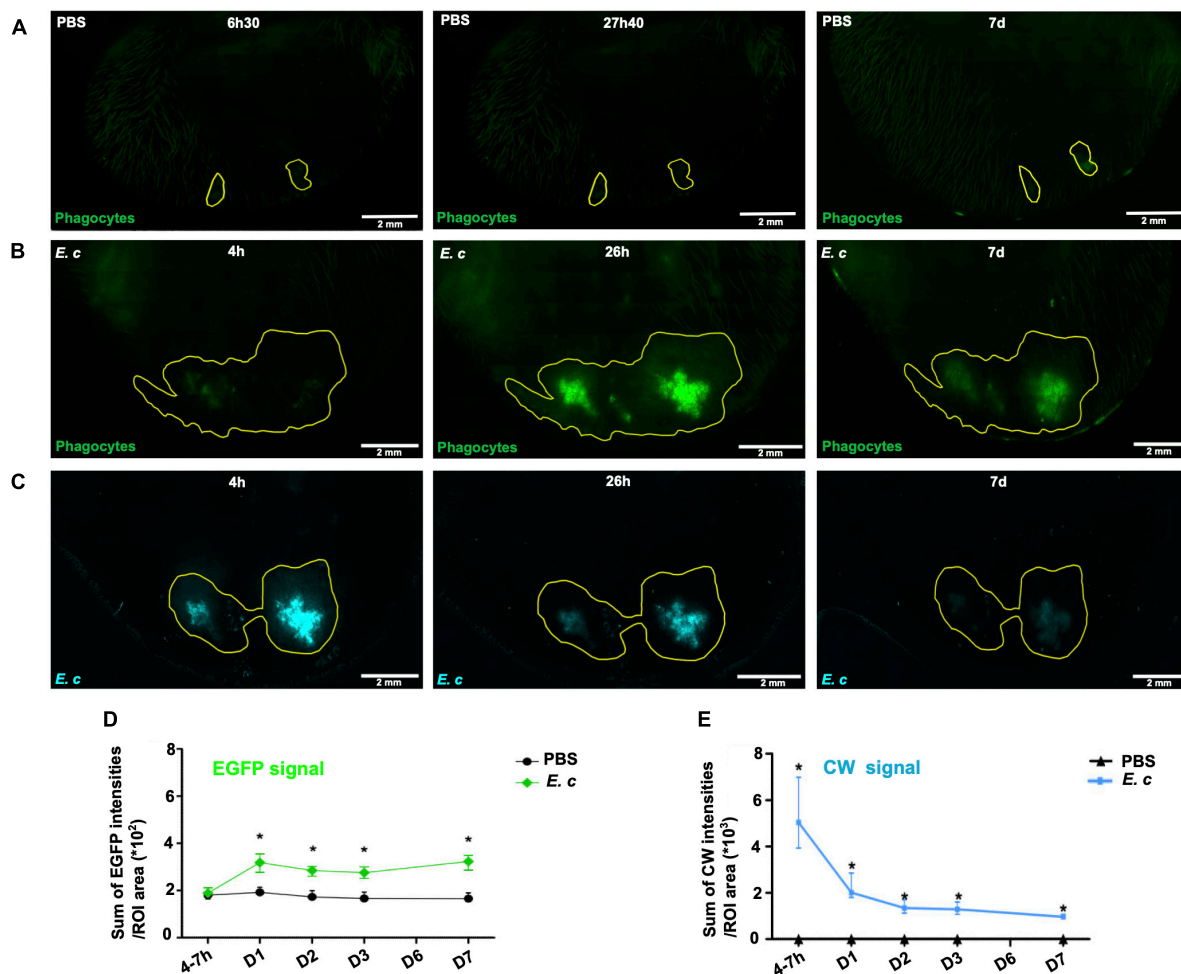 A
PBS 6h30
Phagocytes 2 mm
PBS 27h40
Phagocytes 2 mm
7d
Phagocytes 2 mm
B
E. c 4h
Phagocytes 2 mm
E. c 26h
Phagocytes 2 mm
E. c 7d
Phagocytes 2 mm
C
4h
E. c 2 mm
26h
E. c 2 mm
7d
E. c 2 mm
D
Sum of EGFP intensities
/ROI area (*10²)
EGFP signal
8
6
4
2
0
* * * *
4-7h D1 D2 D3 D6 D7
PBS
E. c
E
Sum of CW intensities
/ROI area (*10³)
CW signal
8
6
4
2
0
* * * * *
4-7h D1 D2 D3 D6 D7
PBS
E. c